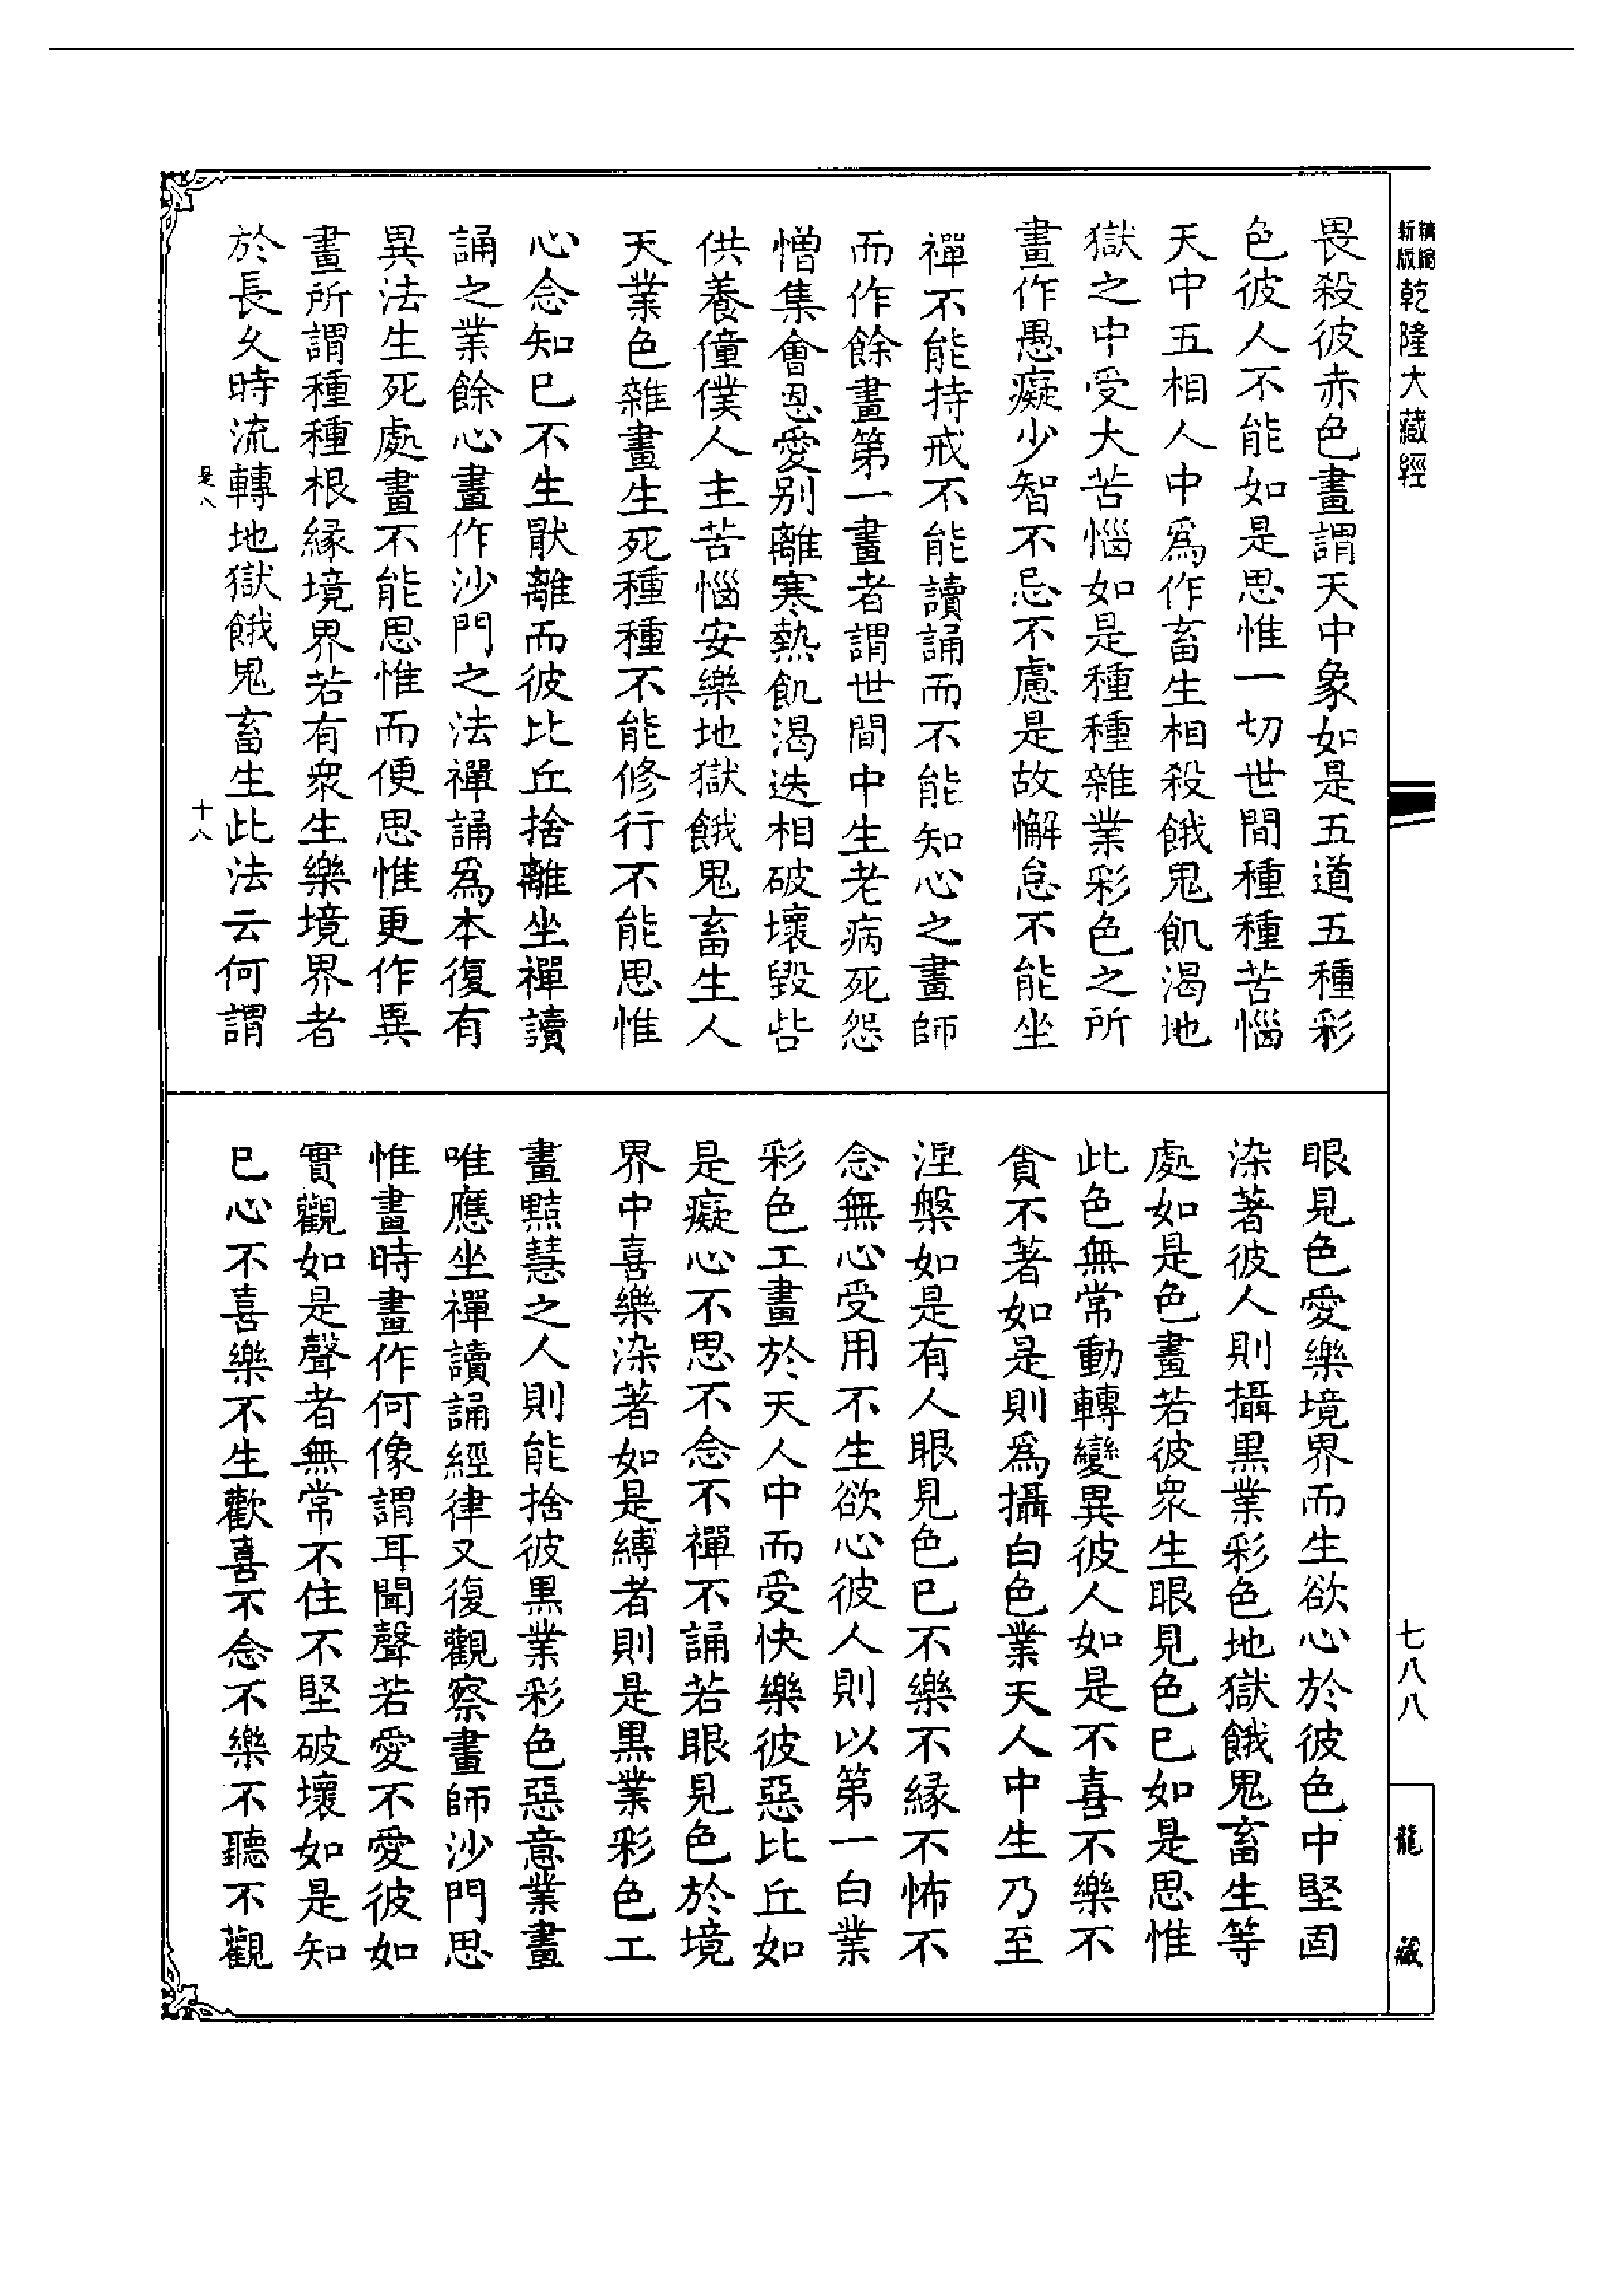 新版
精縮
乾隆大藏經
七八八
龍藏
畏殺彼赤色畫謂天中象如是五道五種彩
色彼人不能如是思惟一切世間種種苦惱
天中五相人中爲作畜生相殺餓鬼飢渴地
獄之中受大苦惱如是種種雜業彩色之所
畫作愚癡少智不忌不慮是故懈怠不能坐
禪不能持戒不能讀誦而不能知心之畫師
而作餘畫第一畫者謂世間中生老病死怨
憎集會恩愛別離寒熱飢渴迭相破壞毀呰
供養僮僕人主苦惱安樂地獄餓鬼畜生人
天業色雜畫生死種種不能修行不能思惟
心念知已不生猒離而彼比丘捨離坐禪讀
誦之業餘心畫作沙門之法禪誦爲本復有
異法生死處畫不能思惟而便思惟更作異
畫所謂種種根緣境界若有衆生樂境界者
於長久時流轉地獄餓鬼畜生此法云何謂
是八
十八
眼見色愛樂境界而生欲心於彼色中堅固
染著彼人則攝黑業彩色地獄餓鬼畜生等
處如是色畫若彼衆生眼見色已如是思惟
此色無常動轉變異彼人如是不喜不樂不
貪不著如是則爲攝白色業天人中生乃至
涅槃如是有人眼見色已不樂不緣不怖不
念無心受用不生欲心彼人則以第一白業
彩色工畫於天人中而受快樂彼惡比丘如
是癡心不思不念不禪不誦若眼見色於境
界中喜樂染著如是縛者則是黑業彩色工
畫黠慧之人則能捨彼黑業彩色惡意業畫
唯應坐禪讀誦經律又復觀察畫師沙門思
惟畫時畫作何像謂耳聞聲若愛不愛彼如
實觀如是聲者無常不住不堅破壞如是知
已心不喜樂不生歡喜不念不樂不聽不觀